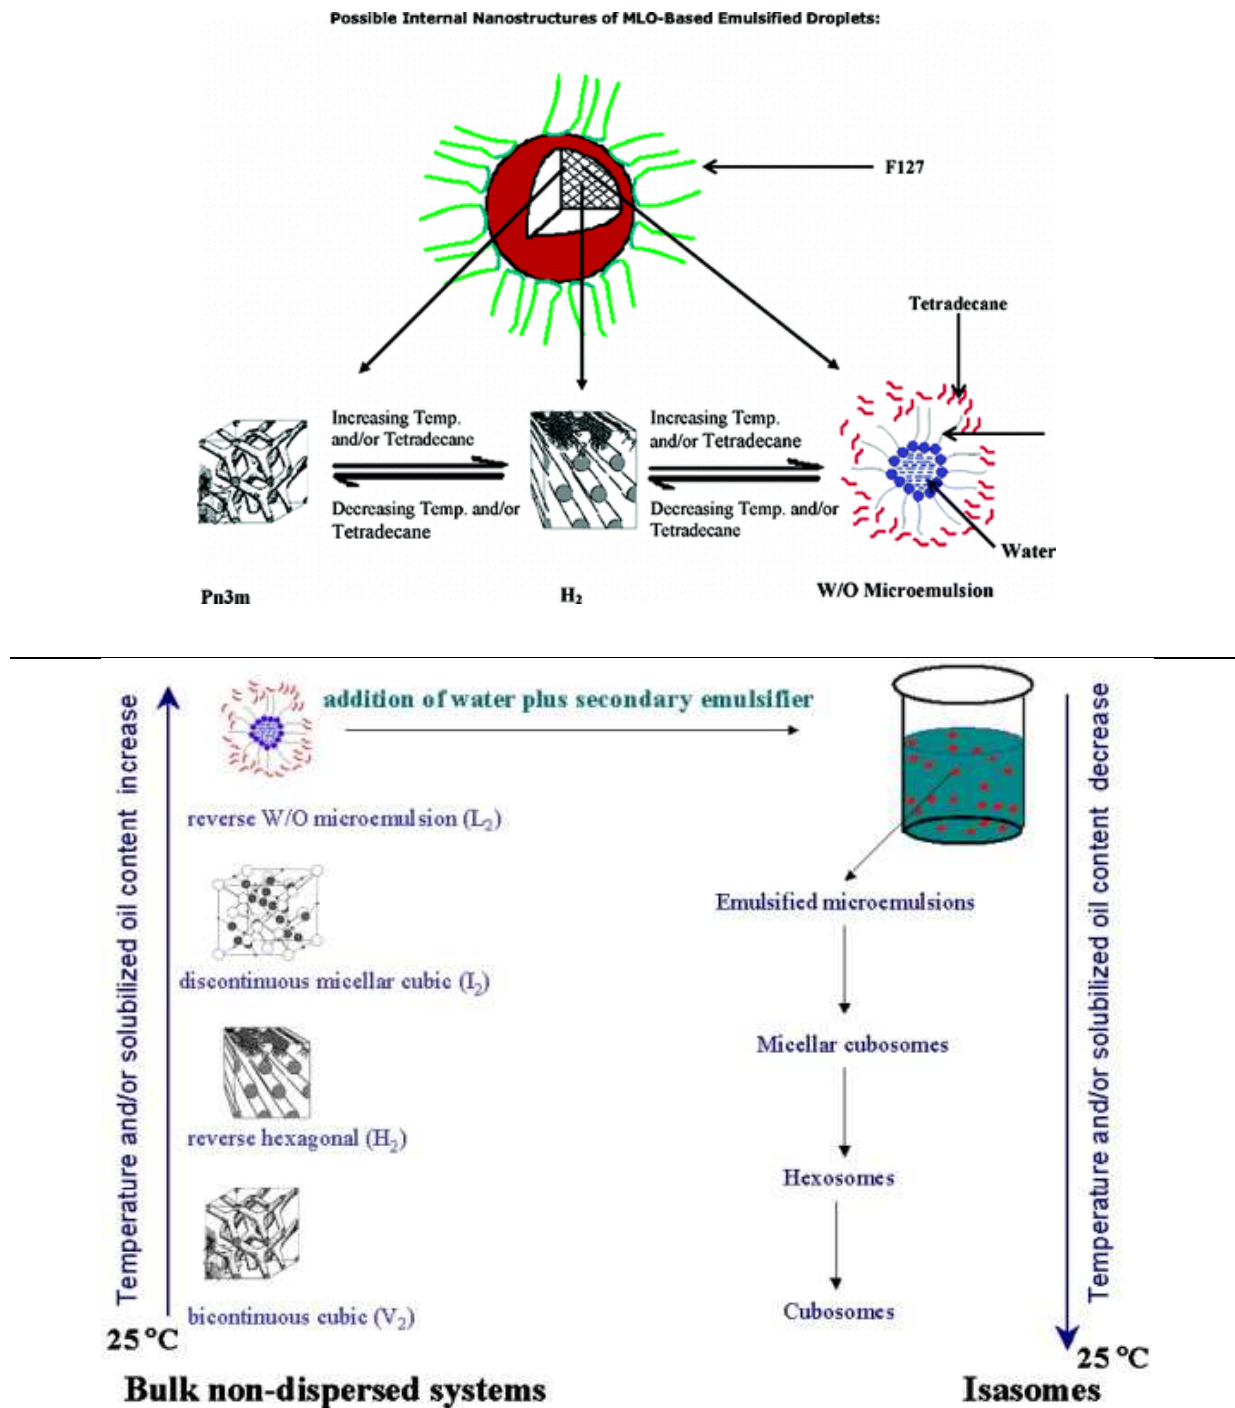 Possible Internal Nanostructures of MLO-Based Emulsified Droplets:
F127
Tetradecane
Increasing Temp.
and/or Tetradecane
Decreasing Temp. and/or
Tetradecane
Increasing Temp.
and/or Tetradecane
Decreasing Temp. and/or
Tetradecane
Water
Pn3m
H₂
W/O Microemulsion
Temperature and/or solubilized oil content increase
addition of water plus secondary emulsifier
reverse W/O microemulsion (L₂)
discontinuous micellar cubic (I₂)
reverse hexagonal (H₂)
bicontinuous cubic (V₂)
25 °C
Bulk non-dispersed systems
Emulsified microemulsions
Micellar cubosomes
Hexosomes
Cubosomes
Temperature and/or solubilized oil content decrease
25 °C
Isasomes